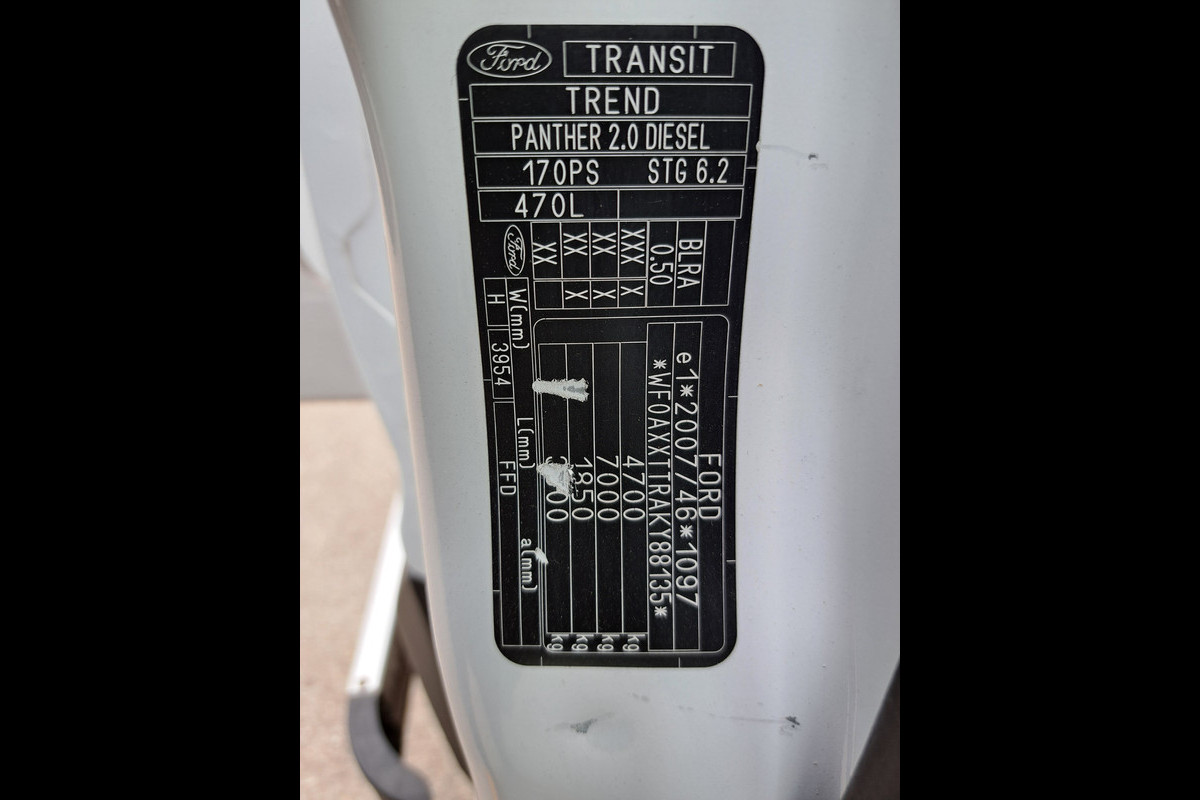 Ford TRANSIT
TREND
PANTHER 2.0 DIESEL
170PS STG 6.2
470L
BLRA
0.50
XXX X
XX X
XX X
XX
Ford
FORD
e1*2007/46*1097
*WF0AXXTTRAKY88135*
4700 kg
7000 kg
1850 kg
kg
W(mm) L(mm) a(mm)
H 3954 FFD